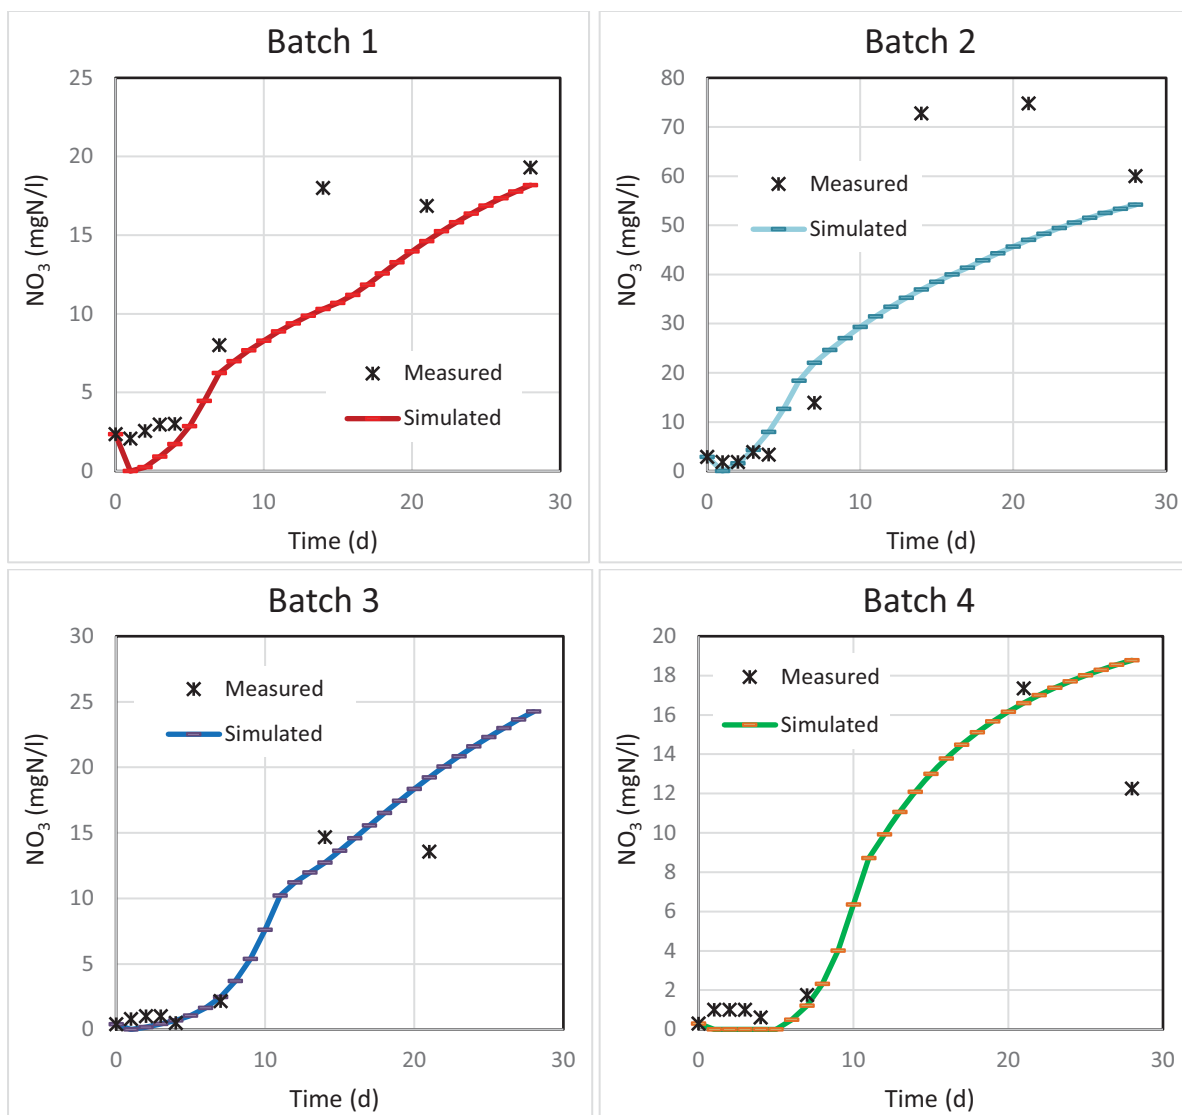 Batch 1
25
20
15
10
5
0
NO3 (mgN/l)
Measured
Simulated
0 10 20 30
Time (d)
Batch 2
80
70
60
50
40
30
20
10
0
NO3 (mgN/l)
Measured
Simulated
0 10 20 30
Time (d)
Batch 3
30
25
20
15
10
5
0
NO3 (mgN/l)
Measured
Simulated
0 10 20 30
Time (d)
Batch 4
20
18
16
14
12
10
8
6
4
2
0
NO3 (mgN/l)
Measured
Simulated
0 10 20 30
Time (d)